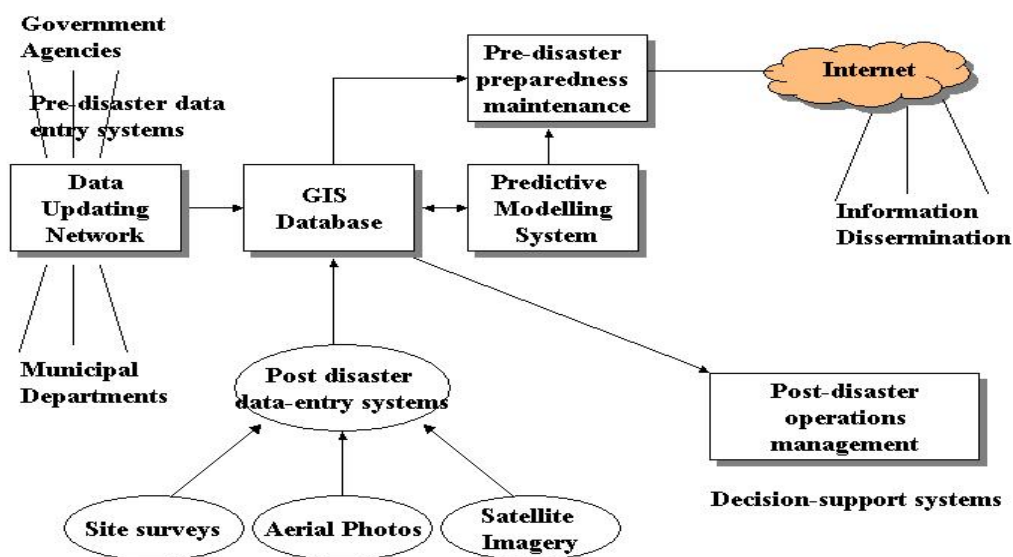 Government
Agencies
Pre-disaster data
entry systems
Data
Updating
Network
Municipal
Departments
GIS
Database
Pre-disaster
preparedness
maintenance
Predictive
Modelling
System
Internet
Information
Dissermination
Post disaster
data-entry systems
Site surveys
Aerial Photos
Satellite
Imagery
Post-disaster
operations
management
Decision-support systems